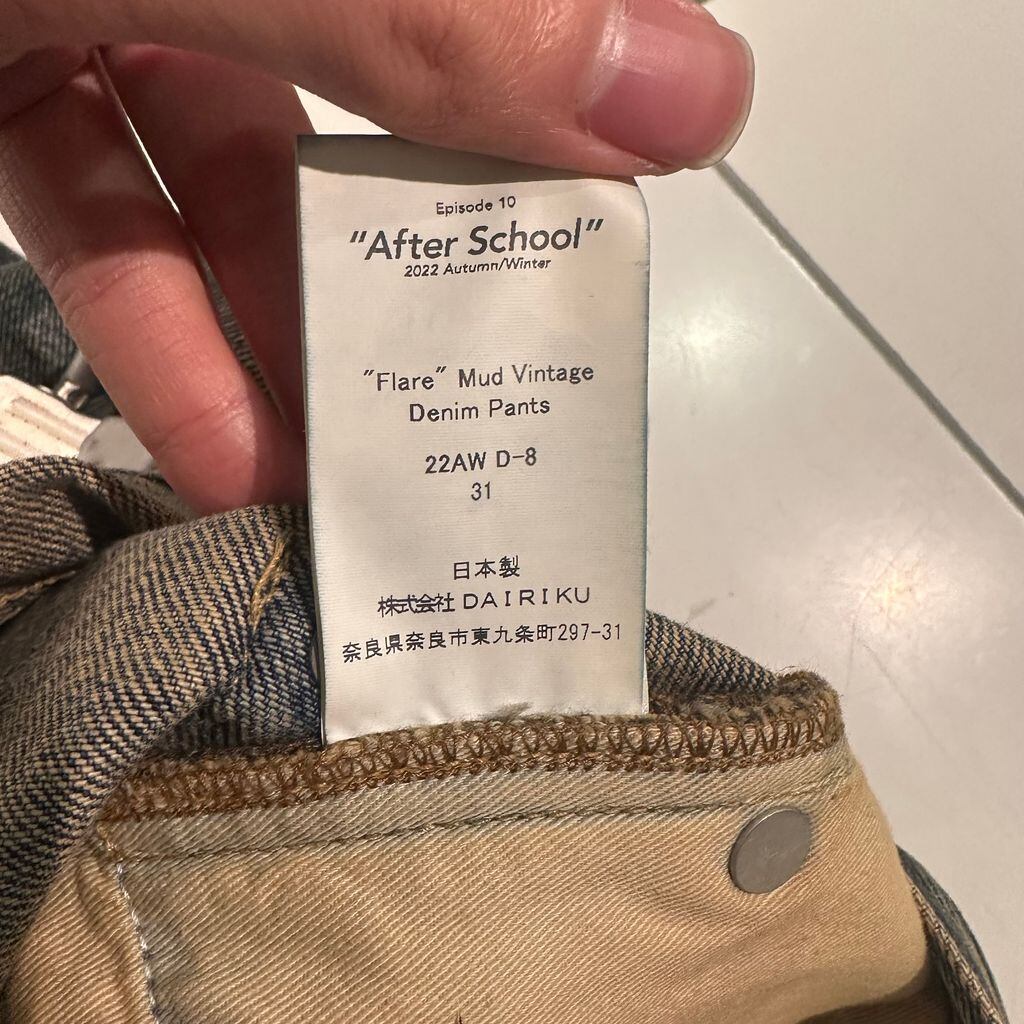 Episode 10
"After School"
2022 Autumn/Winter
"Flare" Mud Vintage
Denim Pants
22AW D-8
31
日本製
株式会社 DAIRIKU
奈良県奈良市東九条町297-31